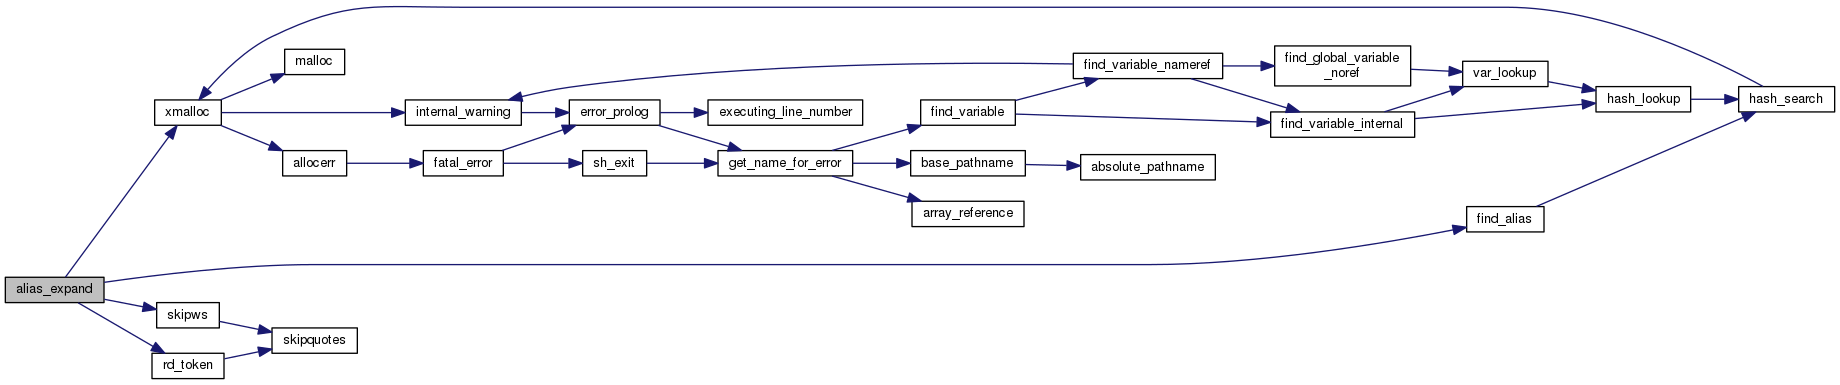 malloc
find_variable_nameref
find_global_variable
_noref
var_lookup
xmalloc
internal_warning
error_prolog
executing_line_number
find_variable
find_variable_internal
hash_lookup
hash_search
allocerr
fatal_error
sh_exit
get_name_for_error
base_pathname
absolute_pathname
array_reference
find_alias
alias_expand
skipws
skipquotes
rd_token